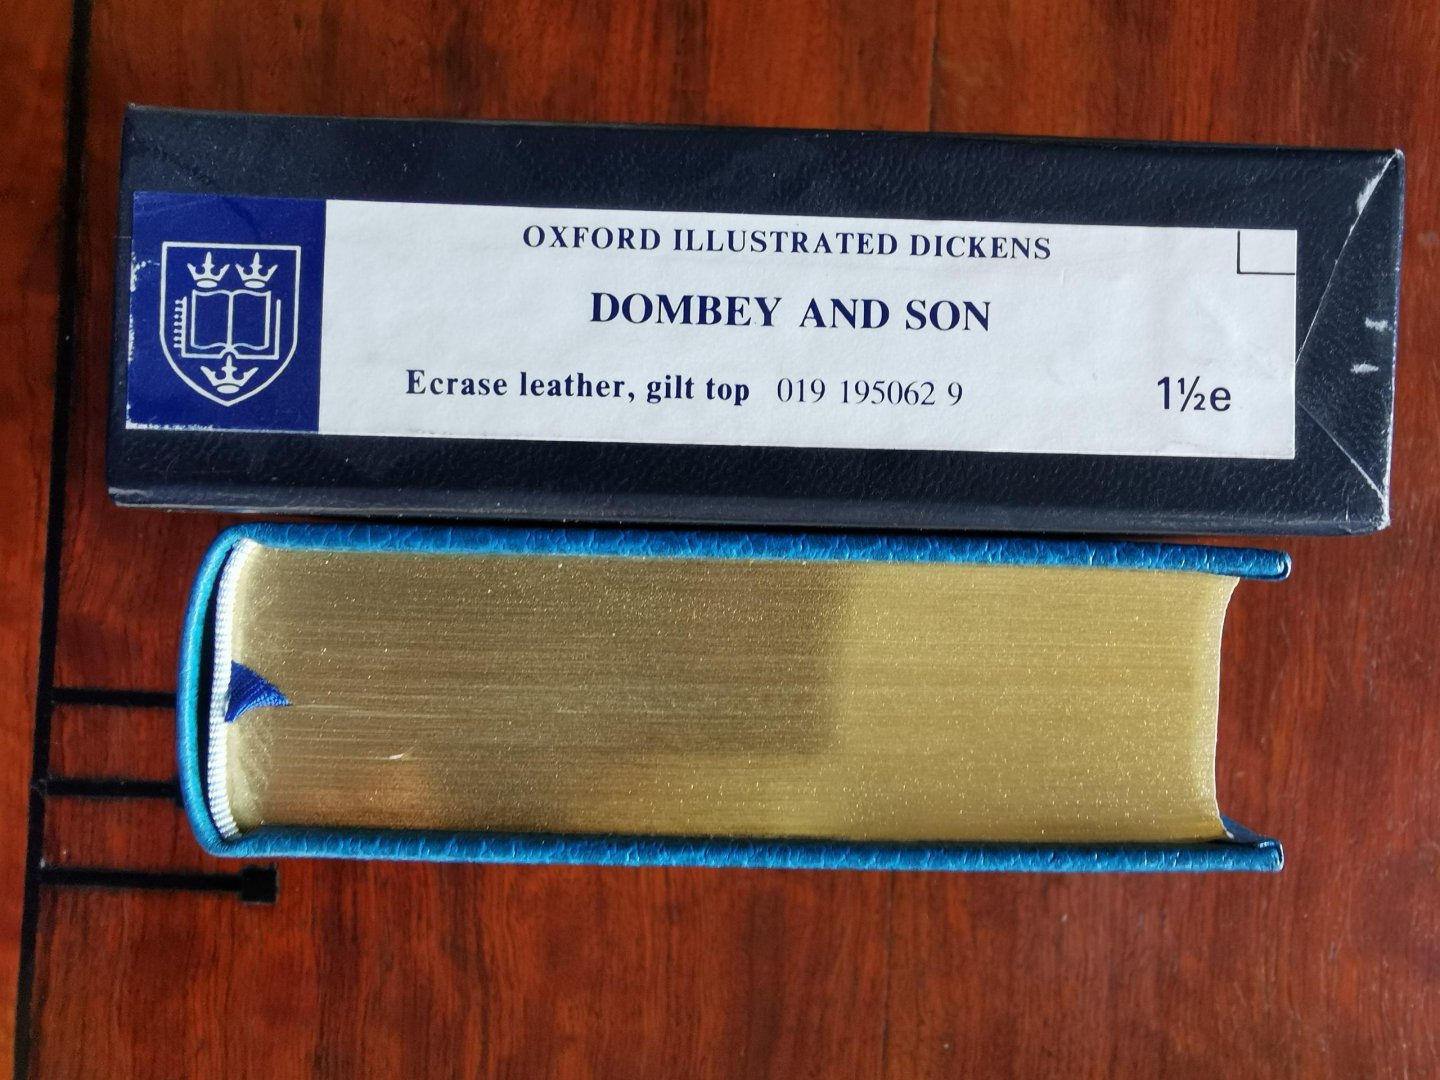 OXFORD ILLUSTRATED DICKENS
DOMBEY AND SON
Ecrase leather, gilt top 019 195062 9
1½e